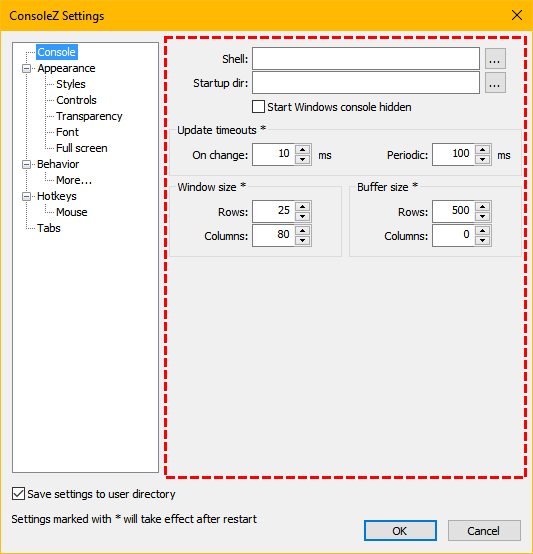 ConsoleZ Settings
Console
Appearance
Styles
Controls
Transparency
Font
Full screen
Behavior
More...
Hotkeys
Mouse
Tabs
Shell: ...
Startup dir: ...
Start Windows console hidden
Update timeouts *
On change: 10 ms Periodic: 100 ms
Window size * Buffer size *
Rows: 25 Rows: 500
Columns: 80 Columns: 0
Save settings to user directory
Settings marked with * will take effect after restart
OK Cancel